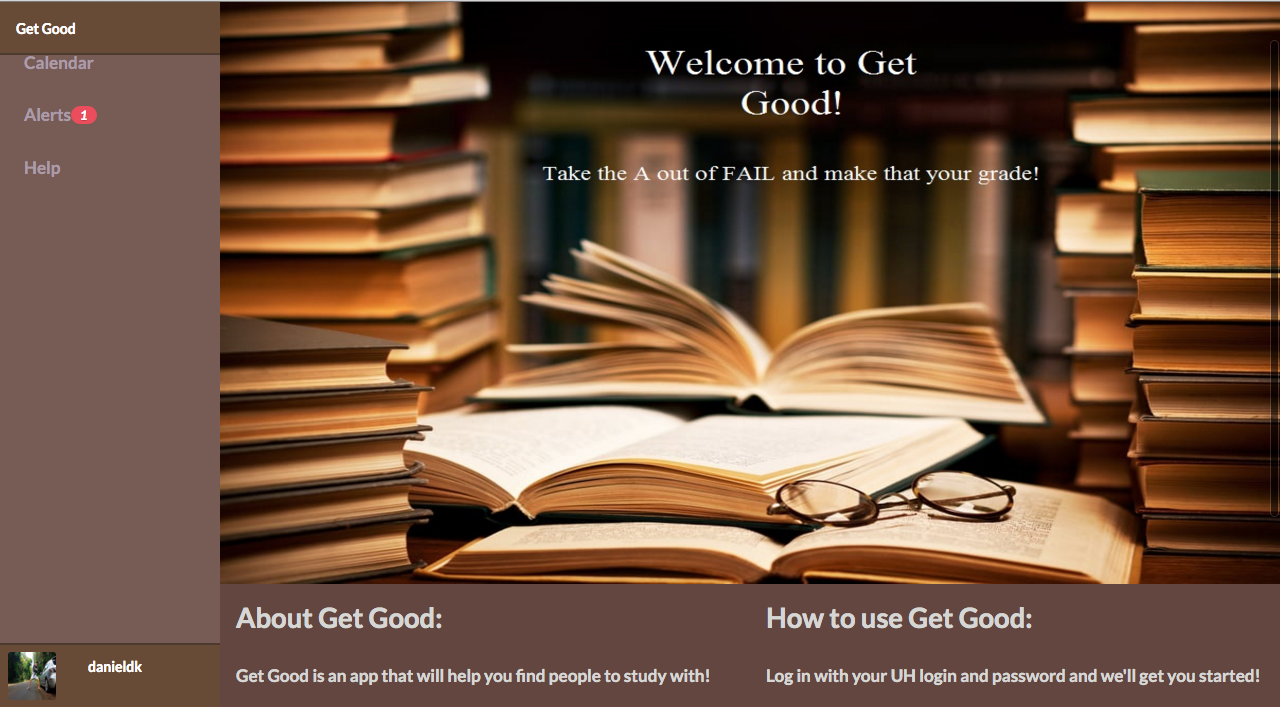 Get Good
Calendar
Alerts 1
Help
danieldk
Welcome to Get
Good!
Take the A out of FAIL and make that your grade!
About Get Good:
Get Good is an app that will help you find people to study with!
How to use Get Good:
Log in with your UH login and password and we'll get you started!